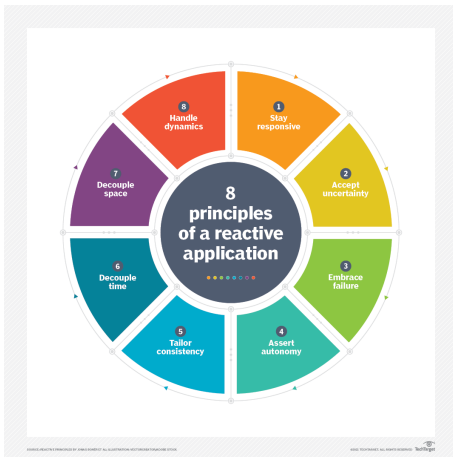 8
principles
of a reactive
application
1
Stay
responsive
2
Accept
uncertainty
3
Embrace
failure
4
Assert
autonomy
5
Tailor
consistency
6
Decouple
time
7
Decouple
space
8
Handle
dynamics
TechTarget